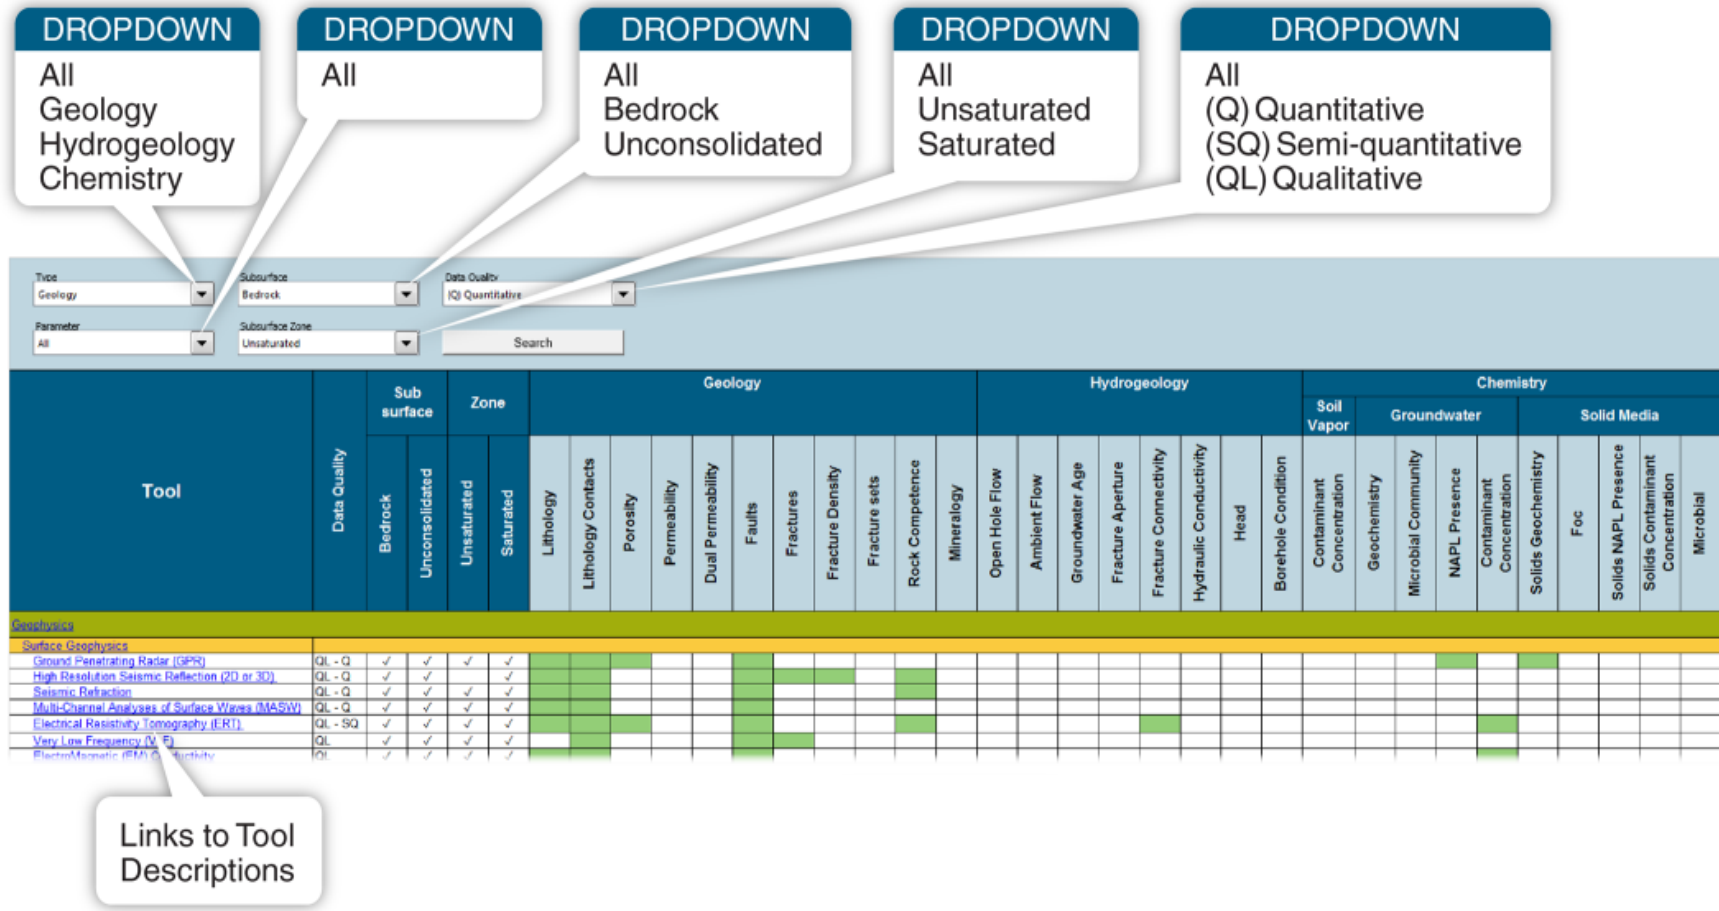 DROPDOWN
All
Geology
Hydrogeology
Chemistry
DROPDOWN
All
DROPDOWN
All
Bedrock
Unconsolidated
DROPDOWN
All
Unsaturated
Saturated
DROPDOWN
All
(Q) Quantitative
(SQ) Semi-quantitative
(QL) Qualitative
Type
Geology
Subsurface
Bedrock
Data Quality
(Q) Quantitative
Parameter
All
Subsurface Zone
Unsaturated
Search
Tool
Data Quality
Sub
surface
Zone
Geology
Hydrogeology
Chemistry
Soil
Vapor
Groundwater
Solid Media
Bedrock
Unconsolidated
Unsaturated
Saturated
Lithology
Lithology Contacts
Porosity
Permeability
Dual Permeability
Faults
Fractures
Fracture Density
Fracture sets
Rock Competence
Mineralogy
Open Hole Flow
Ambient Flow
Groundwater Age
Fracture Aperture
Fracture Connectivity
Hydraulic Conductivity
Head
Borehole Condition
Contaminant
Concentration
Geochemistry
Microbial Community
NAPL Presence
Contaminant
Concentration
Solids Geochemistry
Foc
Solids NAPL Presence
Solids Contaminant
Concentration
Microbial
Geophysics
Surface Geophysics
Ground Penetrating Radar (GPR) QL - Q ✓ ✓ ✓ ✓
High Resolution Seismic Reflection (2D or 3D) QL - Q ✓ ✓ ✓
Seismic Refraction QL - Q ✓ ✓ ✓ ✓
Multi-Channel Analyses of Surface Waves (MASW) QL - Q ✓ ✓ ✓ ✓
Electrical Resistivity Tomography (ERT) QL - SQ ✓ ✓ ✓ ✓
Very Low Frequency QL ✓ ✓ ✓ ✓
ElectroMagnetic (EM) QL ✓ ✓ ✓ ✓
Links to Tool
Descriptions